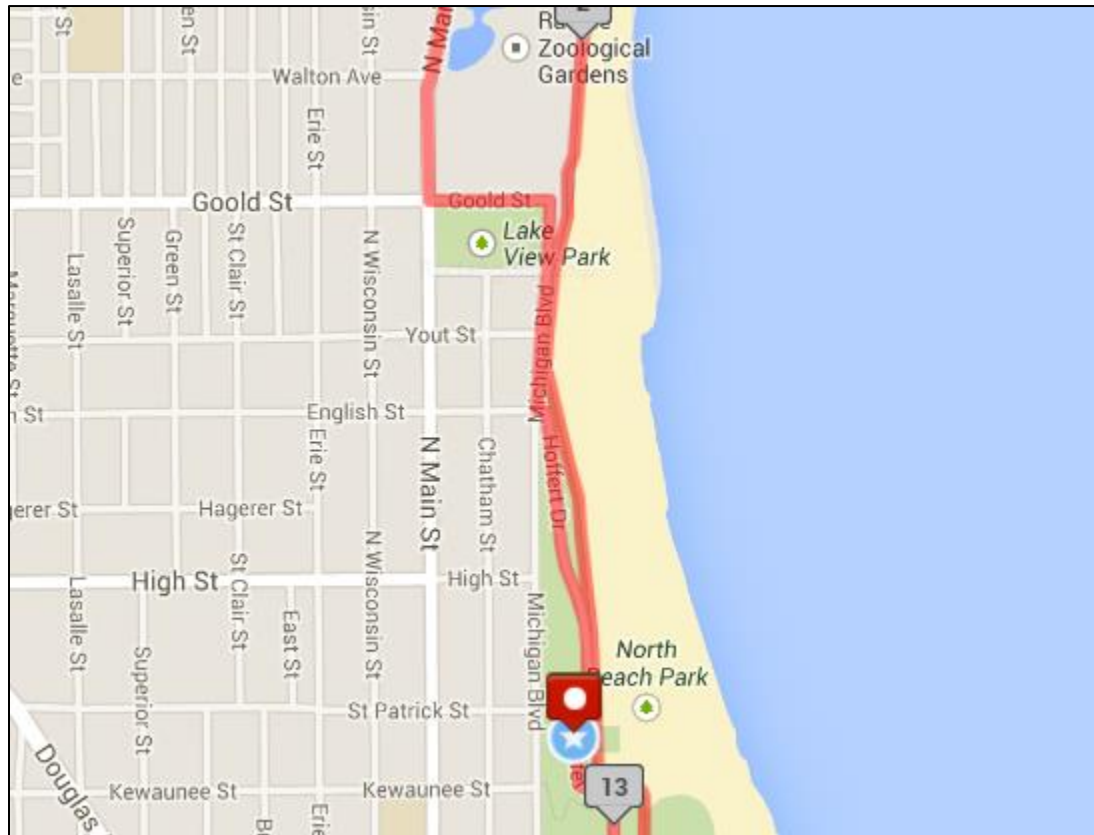 N Mai
2
Zoological
Gardens
Walton Ave
Erie St
Goold St
Goold St
Lake
View Park
Superior St
Green St
St Clair St
N Wisconsin St
Lasalle St
Michigan Blvd
Yout St
English St
N Main St
Chatham St
Hoffert Dr
Erie St
Hagerer St
High St
High St
St Clair St
N Wisconsin St
Lasalle St
East St
Michigan Blvd
Superior St
North
Beach Park
St Patrick St
Douglas
Kewaunee St
Kewaunee St
13